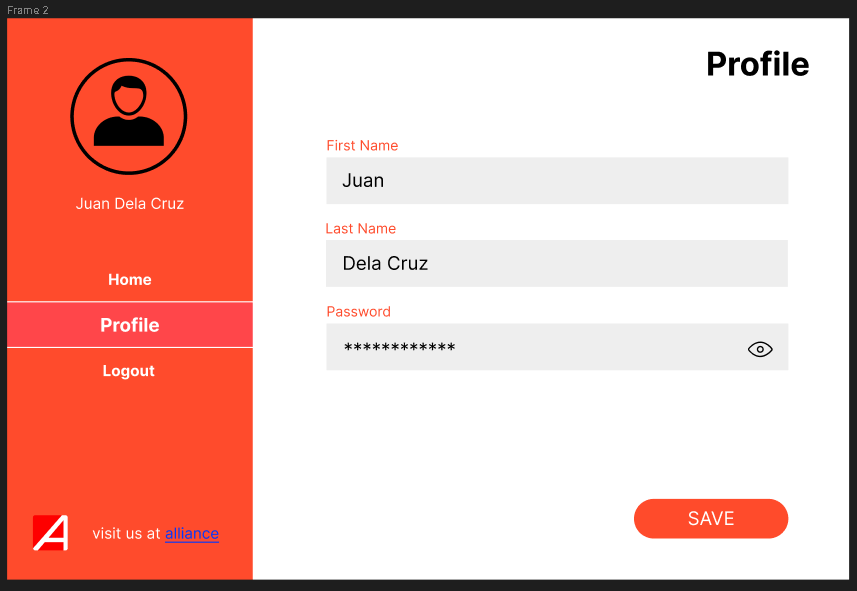 Frame 2
Juan Dela Cruz
Home
Profile
Logout
visit us at alliance
Profile
First Name
Juan
Last Name
Dela Cruz
Password
************
SAVE